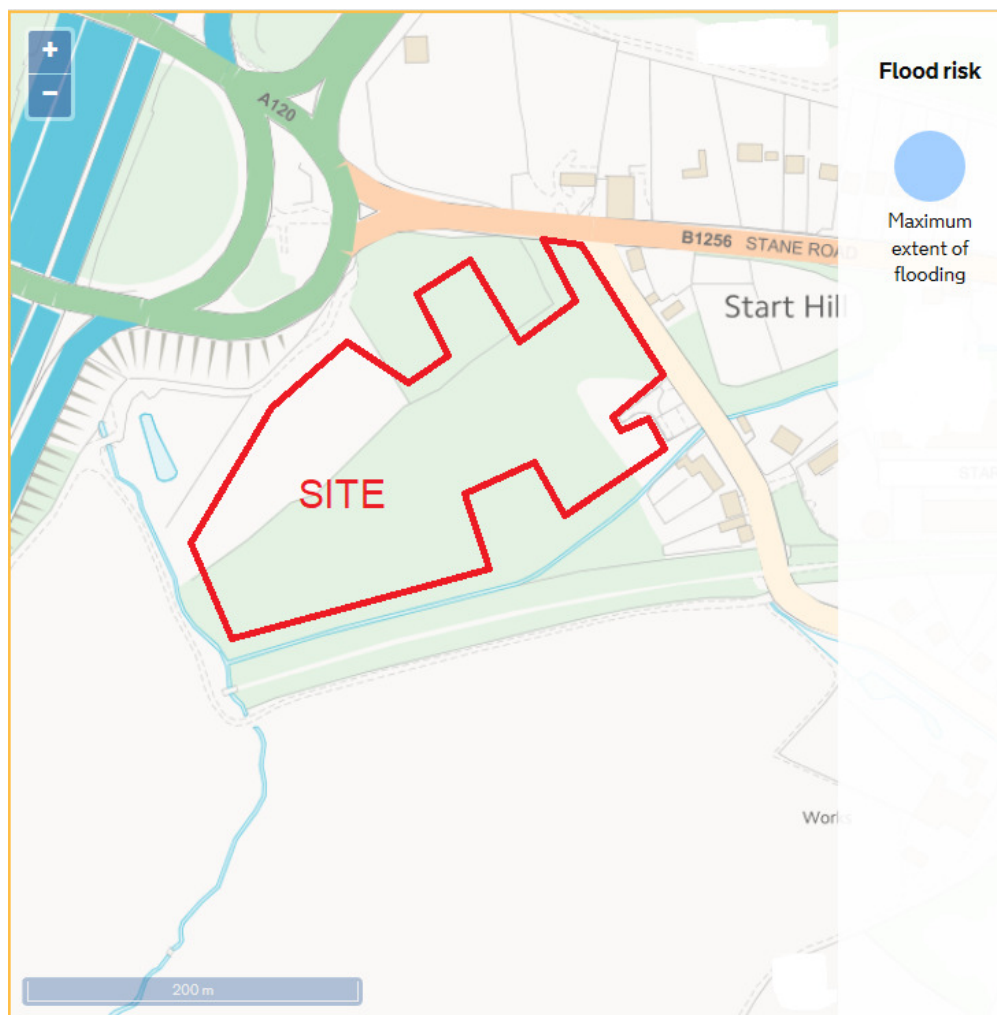 +
−
A120
Flood risk
Maximum
extent of
flooding
B1256 STANE ROAD
Start Hill
SITE
Works
200 m